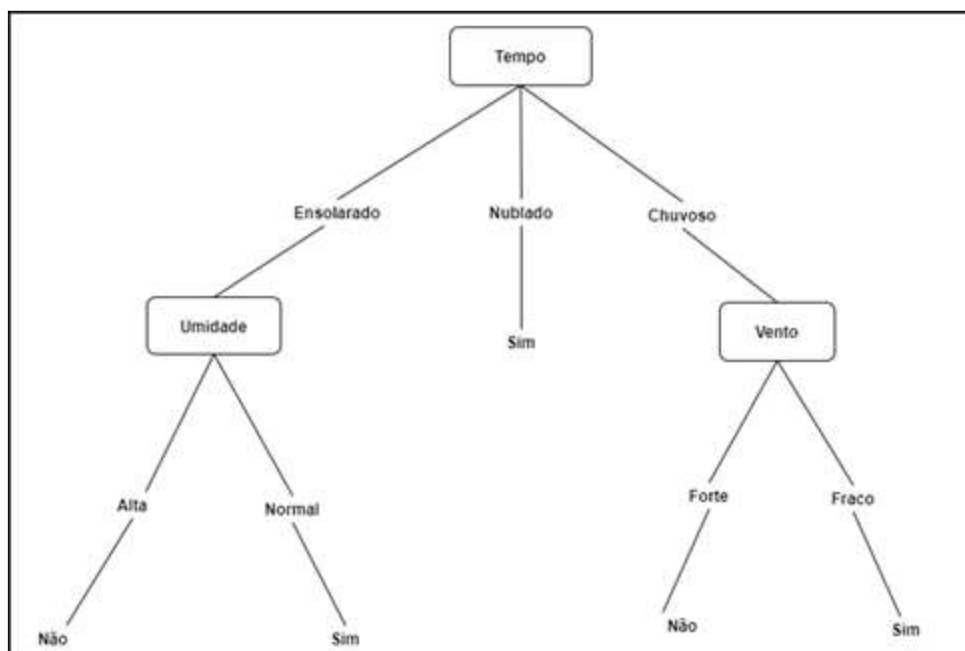 Tempo
Ensolarado
Nublado
Chuvoso
Umidade
Sim
Vento
Alta
Normal
Forte
Fraco
Não
Sim
Não
Sim